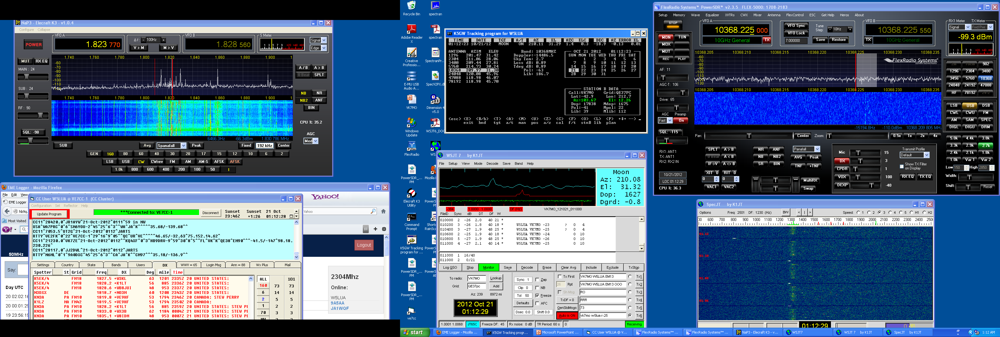 NaP3 - Elecraft K3 - v1.0.4
Configure Collapse
POWER
VFO A
1.823 770
Δf: - 100Hz +
V > M
M > V
VFO B
1.828 560
S Meter
1 3 5 7 9 +20 +40 +60
Signal
Edge
MUT RX EQ
MAIN : 24
SUB : 24
RF : 90
SQL: -98
1.740 1.760 1.780 1.800 1.820 1.840 1.860 1.880 1.900
-60
-70
-80
-90
-100
-110
-120
1.740 1.760 1.780 1.800 1.820 1.840 1.860 1.880 1.900
6466.3Hz -66.3dBm 1.830 786 MHz
A / B A > B
0 Beat SPLT
NB NR
NB2 ANF
BIN
CPU %: 35.2
AGC
Med
SUB Avg Spanafall Peak Fixed 192 kHz Center
GEN 160 80 60 40 30 20 17 15 12 10 6 2
LSB USB CW CWrev FM AM AM-S AFSK AFSK
1.0k 800 600 400 200 100 50 I
EME Logger - Mozilla Firefox
File Edit View
EME Logger
hb9q.
Most Visited
YAHOO!
Yahoo
Logout
50MHz
Say:
Day UTC
20 02:02:16
20 00:01:29
19 23:56:19
2304Mhz
Online:
W5LUA
9A5AA
JA1WQF
CC User W5LUA @ VE7CC-1 (CC Cluster)
Configuration Set Reflector Help
Update Program
***Connected to: VE7CC-1
Disconnect
Sunset Sunset 21 Oct
23:46Z +1:26 01:12:28
CC11^28420.0^JR1AYW^21-Oct-2012^0111^59 in NW
USA^WA7PRC^0^6^SM6YOU-2^45^25^6^3^^WA^JA^K^^^^^35.68/-139.68^^
CC11^7053.5^UT2G^21-Oct-2012^0112^JARTS
RTTY^VE2FK^0^22^VE7CC-1^29^16^9^05^^QC^UR^VE^^^^^46.65/-32.63^75.152.14.62^
CC11^21230.0^VK7ZE^21-Oct-2012^0112^^KQ4XF^0^3^HB9DRV-9^59^30^8^5^^FL^VK^K^QE38^EM90^^^-41.5/-147^98.18.
230.226^
CC11^28117.0^JJ2DWL^21-Oct-2012^0112^JARTS
RTTY^N6ML^0^1^9A0DXC^45^25^6^3^^CA^JA^K^^CM97^^^35.18/-136.9^^
Settings Country State Bands Users DX WWV = 65 Login Msg Ann = 88 Wx Plus Mail
Spotter St Grid Freq DX Deg mile Time
K5EK/4 FM18 1827.5 +W3KL 63 1201 2335Z 20 UNITED STATES:
K5EK/4 FM18 1828.2 +K1LT 56 885 2336Z 20 UNITED STATES:
K5EK/4 FM18 1828.6 +WB8JUI 48 953 2337Z 20 UNITED STATES:
N3DXX DE 1818.7 +ND3M 60 1208 2343Z 20 UNITED STATES:
KN3A PA FN10 1819.8 +VE9HF 53 1794 2346Z 20 CANADA: STEW PERRY
K1LZ MA FN42 1819.5 +VE9HF 53 1794 2350Z 20 CANADA:
KN3A PA FN10 1828.2 +K1LT 56 885 2359Z 20 UNITED STATES: STEW PE
KN3A PA FN10 1833.0 +WX3B 62 1184 0004Z 21 UNITED STATES: STEW PE
KN3A PA FN10 1835.1 +W8IDM 48 953 0007Z 21 UNITED STATES: STEW PE
ALL 101
160 73 73
6 14 14
2 5 5
1 2 2
70 3 3
Recycle Bin
spectran
Adobe Reader X
spectran
Creative Professio...
SpectranPr...
E-MU USB Audio A...
SpecV2PX.d
VK7MO
Dimension 4 v5.0
Windows Update
WSJT6_DOC
FlexRadio
WS
PowerSDR_... PM
Mozilla
Elecraft K3 Utility
PowerS
Command Prompt
Shortc RainSca
K5GW Tracking program for ...
PowerS
PowerSDR_... PM
PowerSDR_... PM
ve7cc
K5GW Tracking program for W5LUA
TIME DATE TGT A/T AZ EL AZC ELC DEC AZ ERROR EL
01:12:23 10/21/12 MOON ON 210.11 31.29 1.4 0.3 -18.9 -0.13 0.01
ANTENNA AZIM ELEV
1296 201.47 31.42
2304 211.06 28.06
3400 209.44 27.81
5760 214.73 30.24
10368 209.97 31.30
24048 120.08 45.96
47088 118.98 46.07
78192 118.98 45.70
Band: 10368MHZ
Doppler:-14486.5
Sky Tem: 2.7
Loss dB: 0.89
Tdeg dB: 0.89
Pol: -63
Lib: 186.7
OCT 21 2012 01:12:23
SUN MON TUE WED THU FRI SAT
1 2 3 4 5 6
7 8 9 10 11 12 13
14 15 16 17 18 19 20
21 22 23 24 25 26 27
28 29 30 31
STATION B DATA
Call:VK7MO Grid:QE37PC
Lat:-42.9 Lon: 212.7
Az:103.67 El: 12.26
Dop: 17838 Mdop: 1675
Pol:-41 Mpol: 22
Lib: 39 Mlib: 112
<esc> <E> <B/b> <T> <A> <M> <U> <Z> <C> <F> <O> <L> <P> ←↕→ -->
exit bnd tgt a/t man pos a/z cal f/t stnB lib plan
WSJT 7 by K1JT
File Setup View Mode Decode Save Band Help
Moon
Az: 210.08
El: 31.32
Dop: 1627
Dgrd: -0.8
-384 1.0000 1.0000 DF (Hz) VK7MO_121021_011000
FileID Sync dB DT DF W
010000 2 -26 2.0 40 21 *
010200 3 -26 1.8 40 18 * W5LUA VK7MO -23 ? 0 4
010400 3 -27 1.9 48 25 * W5LUA VK7MO -25 ? 0 4
010600 2 -25 1.9 40 18 * W5LUA VK7MO -24 0 10
010800 5 -27 1.9 48 25 * W5LUA VK7MO -26 0 10
011000 4 -27 2.1 40 14 * W5LUA VK7MO -25 0 10
011000 1 16/40
011000 2 0/21
Log QSO Stop Monitor Save Decode Erase Clear Avg Include Exclude TxStop
To radio: VK7MO Lookup
Grid: QE37pc Add
Az: 239 8972 mi
2012 Oct 21
01:12:29
Sync 1 Zap
Clip 0 NB
Tol 50 Freeze
Defaults AFC
Dsec 0.0 Shift 0.0
Tx First VK7MO W5LUA EM13 Tx1
26 Rpt VK7MO W5LUA EM13 OOO Tx2
Sh Msg RO Tx3
TxDF = 0 RRR Tx4
GenStdMsgs 73 Tx5
Auto is ON vk7mo w5lua r-25 Tx6
1.0001 1.0068 JT65C Freeze DF: 45 Rx noise: 0 dB TR Period: 60 s 0 Receiving
FlexRadio Systems™ PowerSDR™ v2.3.5 FLEX-5000: 1708-2183
Setup Memory Wave Equalizer XVTRs CWX Mixer Antenna FlexControl ESC Get Help Heros About
STOP
MON TUN
MOX
MUT
REC PLAY
AF: 11
AGC-T: 106
Drive: 65
AGC Preamp
Fast On
SQL: -115
RX1: ANT1
TX: ANT1
RX2: RX2 IN
10/21/2012
LOC 01:12:29
CPU %: 36.3
VFO A
10368.225 000
10GHz General TX
VFO Sync
VFO Lock
7.000000
Tune Step: - 10Hz +
Save Restore
VFO B
10368.225 550
TX 10GHz General
RX1 Meter TX Meter
Signal Fwd Pwr
-99.3 dBm
1 3 5 7 9 +20 +40 +60
10368.205 10368.210 10368.215 10368.220 10368.225 10368.230 10368.235
-60
-70
-80
-90
-100
-110
-120
-130
FlexRadio Systems
Software Defined Radios
10368.205 10368.210 10368.215 10368.220 10368.225 10368.230 10368.235
-15194.8Hz -110.0dBm 10368.209 805 MHz
Pan: Center Zoom: 0.5x 1x 2x 4x
SPLT A > B
0 Beat A < B
IF->V A <> B
XIT 0 RIT 0
0 0
VAC1 VAC2
NR ANF
NB NB2
SR BIN
Panafall
AVG Peak
TNF +TNF
MultiRX
Swap
Mic 15
DX 3
CPDR 1
VOX 100
DEXP -40
Transmit Profile
Default
Show TX Filter on Display
RX EQ TX EQ
2m 70cm 902
1296 2304 3400
3456 5760 10368
24048 24192 47088
HF 78192 24-2
LSB USB DSB
CWL CWU FM
AM SAM SPEC
DIGL DIGU DRM
5.0k 4.4k 3.8k
3.3k 2.9k 2.7k
2.4k 2.1k 1.8k
1.0k Var 1 Var 2
Low 150 High 2850
Width:
Shift: Reset
SpecJT by K1JT
Options Freq: 2501 DF: 1230 (Hz) BW < | > Speed: 1 2 3 4 5 H1 H2
600 700 800 900 1000 1100 1200 1300 1400 1500 1600 1700 1800 1900 2000 2100 2200 2300 2400
01:12:29
0 dB
start
EME Logger - Mozilla ...
K5GW Tracking progr...
Microsoft PowerPoint ...
CC User W5LUA @ V...
FlexRadio Systems™ ...
FlexRadio Systems™ ...
NaP3 - Elecraft K3 - v...
WSJT7
WSJT 7 by K1JT
SpecJT by K1JT
1:12 AM